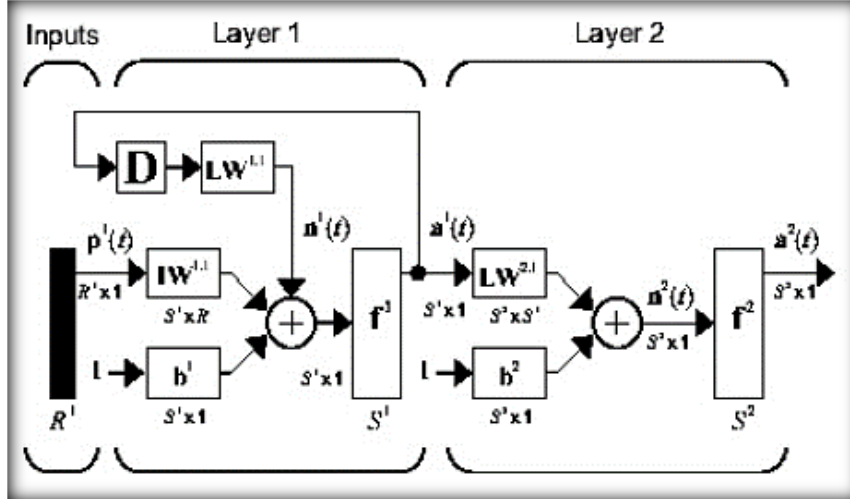 Inputs Layer 1 Layer 2
D LW¹,¹
p¹(t) n¹(t) a¹(t) a²(t)
IW¹,¹ LW²,¹ n²(t)
R¹x1 S¹xR f¹ S¹x1 S²xS¹ S²x1 f² S²x1
1 b¹ S¹x1 1 b²
R¹ S¹x1 S¹ S²x1 S²